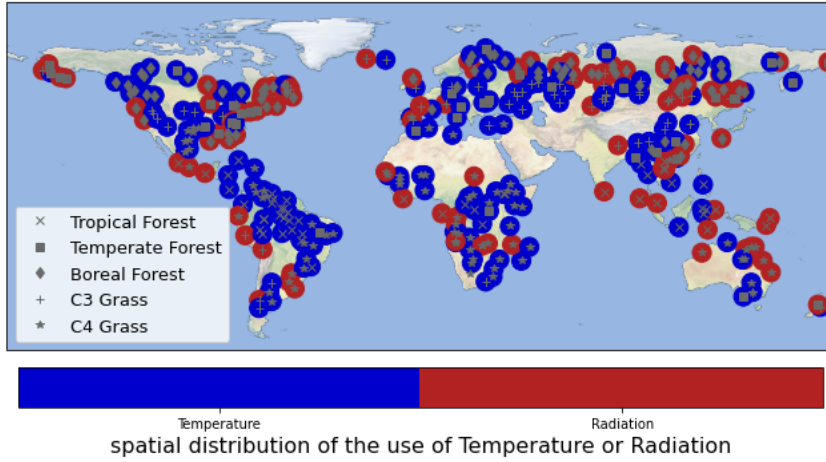 Tropical Forest
Temperate Forest
Boreal Forest
C3 Grass
C4 Grass
Temperature Radiation
spatial distribution of the use of Temperature or Radiation